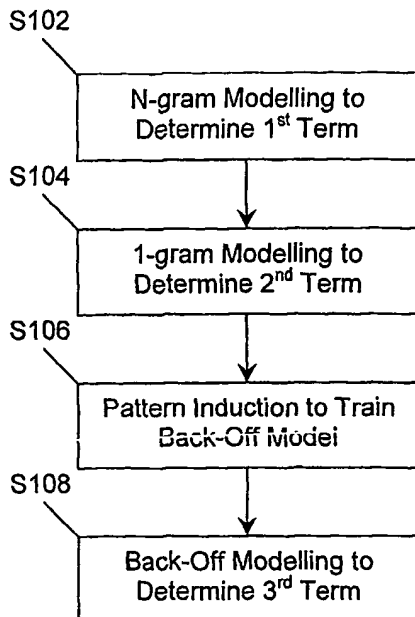 S102
N-gram Modelling to
Determine 1st Term
S104
1-gram Modelling to
Determine 2nd Term
S106
Pattern Induction to Train
Back-Off Model
S108
Back-Off Modelling to
Determine 3rd Term